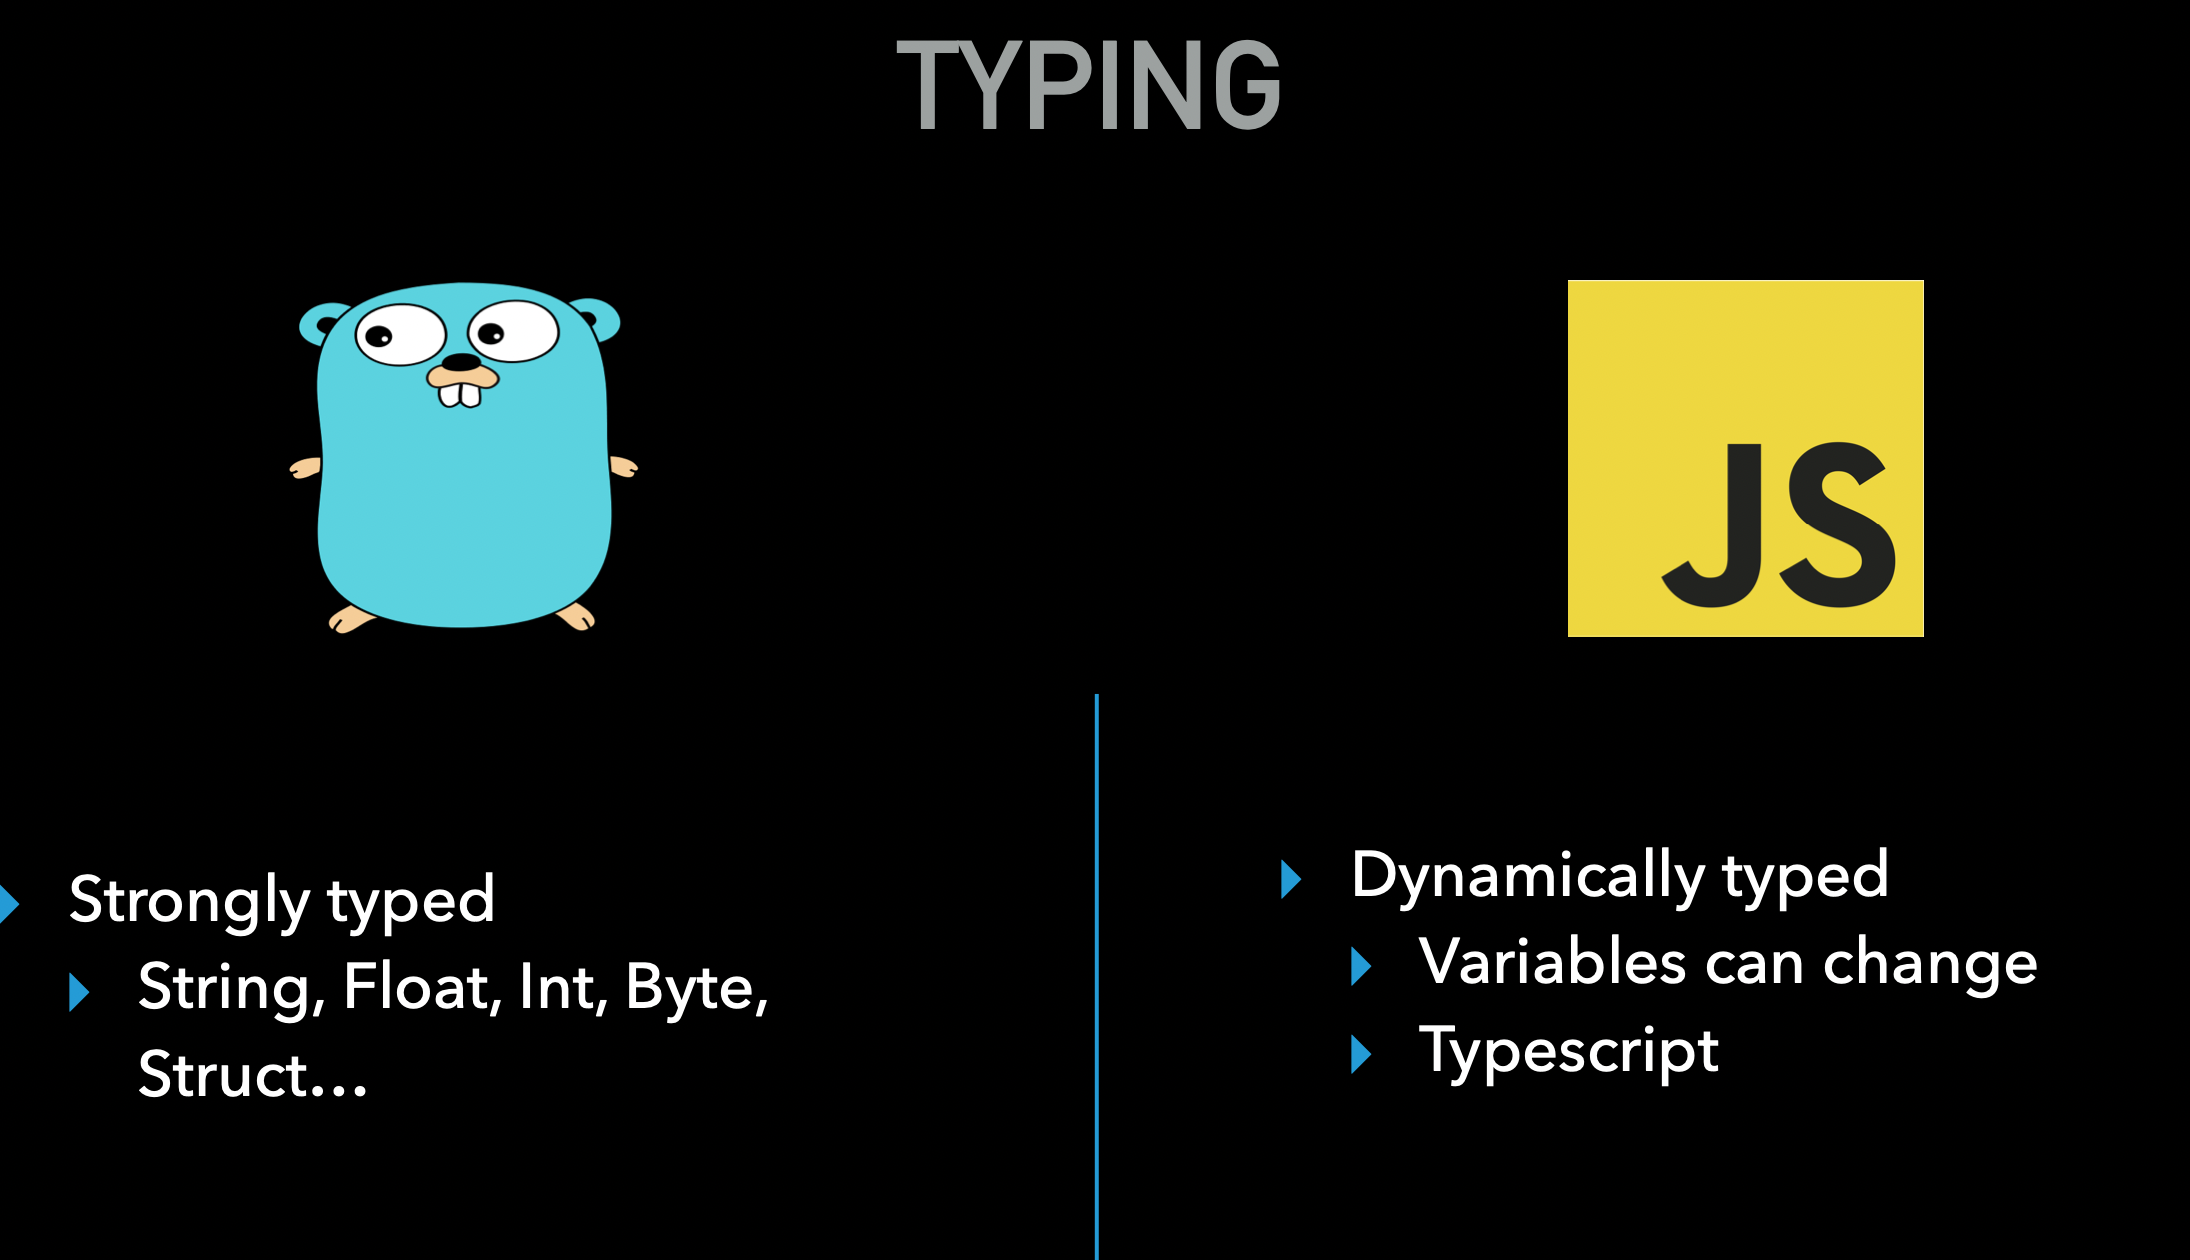 TYPING
JS
Strongly typed
String, Float, Int, Byte,
Struct...
Dynamically typed
Variables can change
Typescript